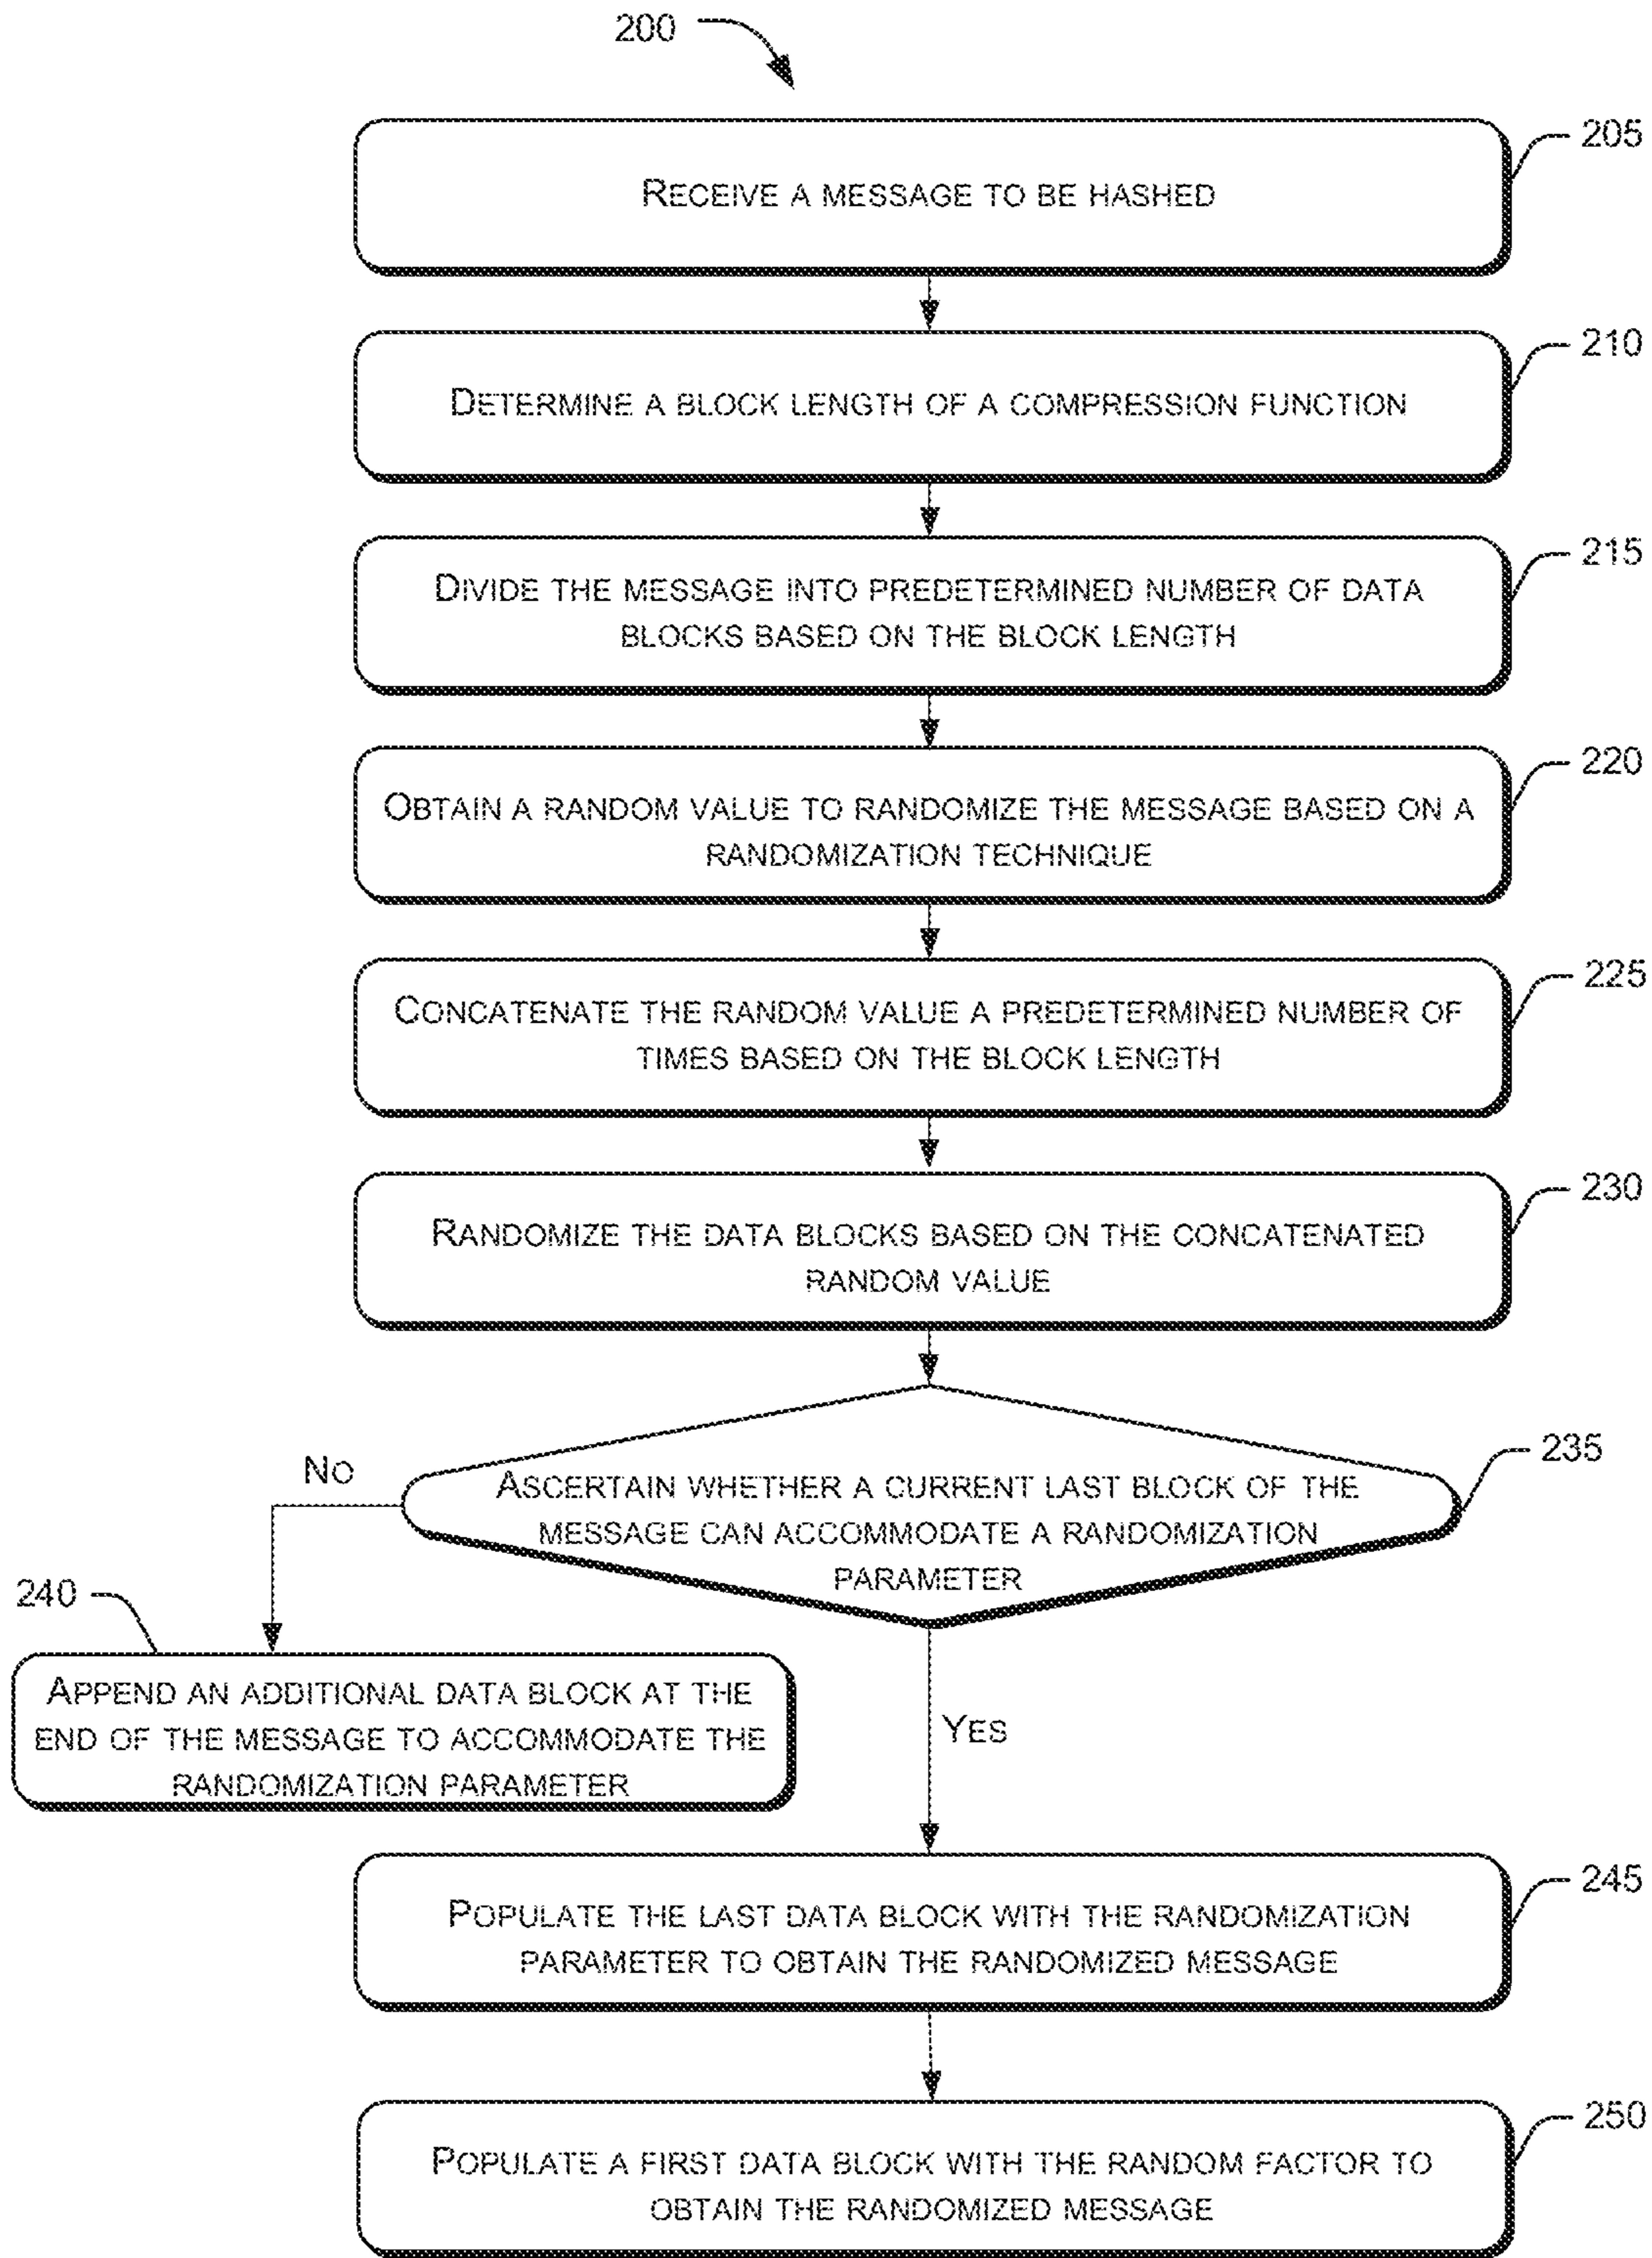 200
RECEIVE A MESSAGE TO BE HASHED
205
DETERMINE A BLOCK LENGTH OF A COMPRESSION FUNCTION
210
DIVIDE THE MESSAGE INTO PREDETERMINED NUMBER OF DATA
BLOCKS BASED ON THE BLOCK LENGTH
215
OBTAIN A RANDOM VALUE TO RANDOMIZE THE MESSAGE BASED ON A
RANDOMIZATION TECHNIQUE
220
CONCATENATE THE RANDOM VALUE A PREDETERMINED NUMBER OF
TIMES BASED ON THE BLOCK LENGTH
225
RANDOMIZE THE DATA BLOCKS BASED ON THE CONCATENATED
RANDOM VALUE
230
ASCERTAIN WHETHER A CURRENT LAST BLOCK OF THE
MESSAGE CAN ACCOMMODATE A RANDOMIZATION
PARAMETER
235
NO
240
APPEND AN ADDITIONAL DATA BLOCK AT THE
END OF THE MESSAGE TO ACCOMMODATE THE
RANDOMIZATION PARAMETER
YES
POPULATE THE LAST DATA BLOCK WITH THE RANDOMIZATION
PARAMETER TO OBTAIN THE RANDOMIZED MESSAGE
245
POPULATE A FIRST DATA BLOCK WITH THE RANDOM FACTOR TO
OBTAIN THE RANDOMIZED MESSAGE
250